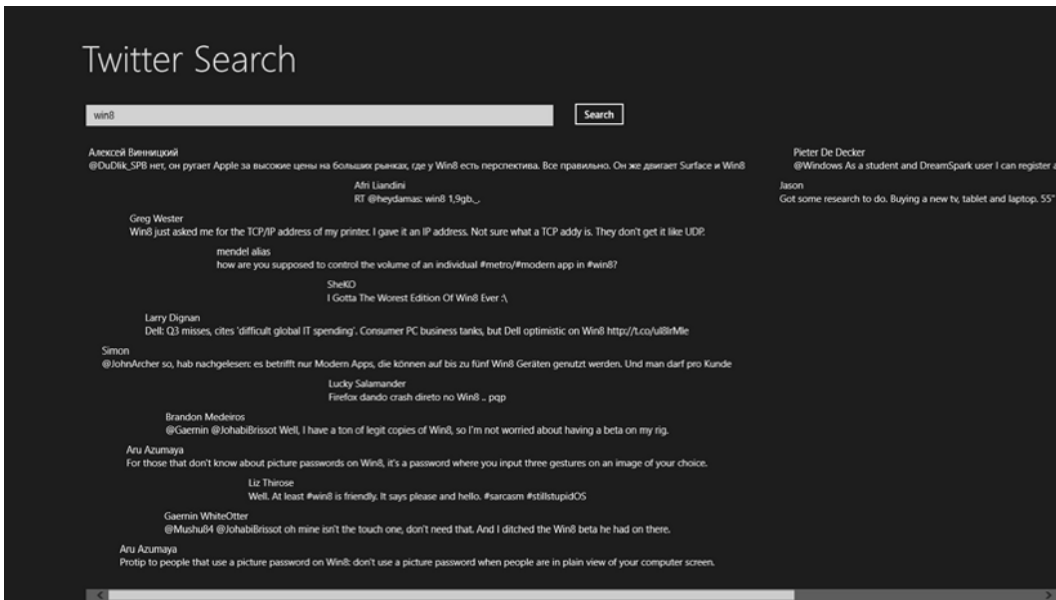 Twitter Search
win8
Search
Алексей Винницкий
@DuDlik_SPB нет, он ругает Apple за высокие цены на больших рынках, где у Win8 есть перспектива. Все правильно. Он же двигает Surface и Win8
Afri Liandini
RT @heydamas: win8 1,9gb._.
Greg Wester
Win8 just asked me for the TCP/IP address of my printer. I gave it an IP address. Not sure what a TCP addy is. They don't get it like UDP.
mendel alias
how are you supposed to control the volume of an individual #metro/#modern app in #win8?
SheKO
I Gotta The Worest Edition Of Win8 Ever :\
Larry Dignan
Dell: Q3 misses, cites 'difficult global IT spending'. Consumer PC business tanks, but Dell optimistic on Win8
Simon
@JohnArcher so, hab nachgelesen: es betrifft nur Modern Apps, die können auf bis zu fünf Win8 Geräten genutzt werden. Und man darf pro Kunde
Lucky Salamander
Firefox dando crash direto no Win8 .. pqp
Brandon Medeiros
@Gaernin @JohabiBrissot Well, I have a ton of legit copies of Win8, so I'm not worried about having a beta on my rig.
Aru Azumaya
For those that don't know about picture passwords on Win8, it's a password where you input three gestures on an image of your choice.
Liz Thirose
Well. At least #win8 is friendly. It says please and hello. #sarcasm #stillstupidOS
Gaernin WhiteOtter
@Mushu84 @JohabiBrissot oh mine isn't the touch one, don't need that. And I ditched the Win8 beta he had on there.
Aru Azumaya
Protip to people that use a picture password on Win8: don't use a picture password when people are in plain view of your computer screen.
Pieter De Decker
@Windows As a student and DreamSpark user I can register a
Jason
Got some research to do. Buying a new tv, tablet and laptop. 55"